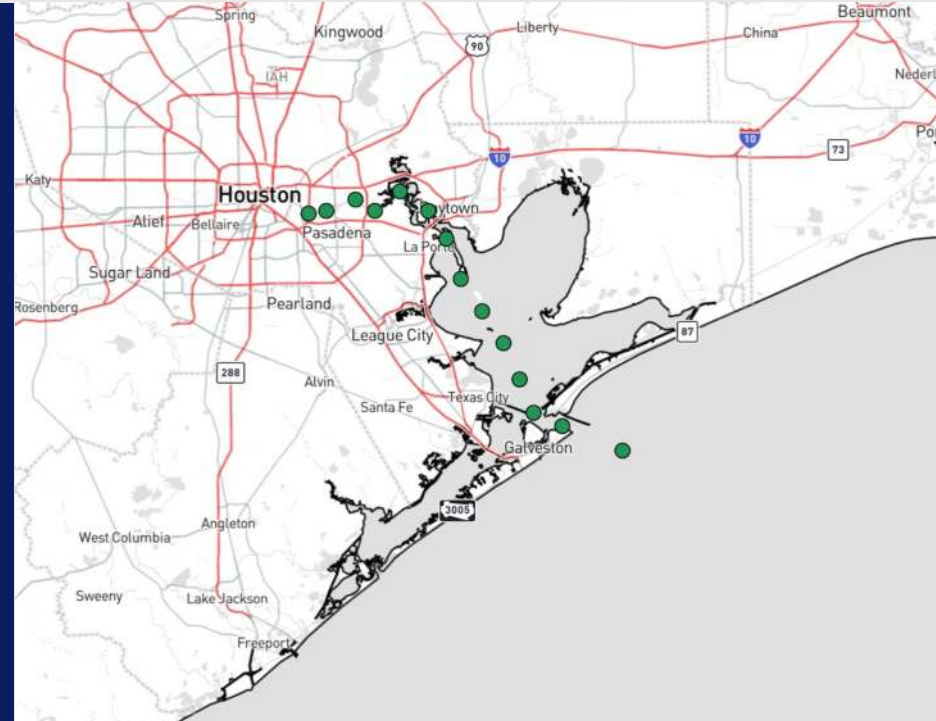 Spring
Beaumont
Kingwood
Liberty
China
90
IAH
Nederl
10
Por
10
73
Katy
Houston
ytown
Alief
Bellaire
Pasadena
La Porte
Sugar Land
Rosenberg
Pearland
League City
87
288
Alvin
Texas City
Santa Fe
Galveston
3005
Angleton
West Columbia
Sweeny
Lake Jackson
Freeport